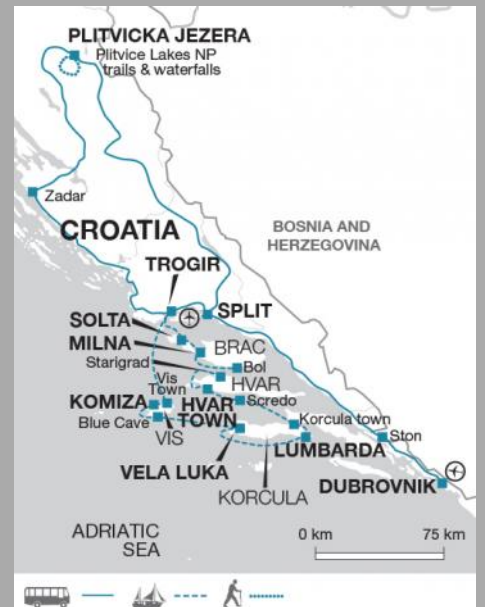 PLITVICKA JEZERA
Plitvice Lakes NP
trails & waterfalls
Zadar
CROATIA
BOSNIA AND
HERZEGOVINA
TROGIR
SPLIT
SOLTA
MILNA
BRAC
Starigrad
Bol
Vis
Town
HVAR
KOMIZA
HVAR
TOWN
Scredo
Blue Cave
VIS
Korcula town
Ston
LUMBARDA
VELA LUKA
DUBROVNIK
KORCULA
ADRIATIC
SEA
0 km
75 km